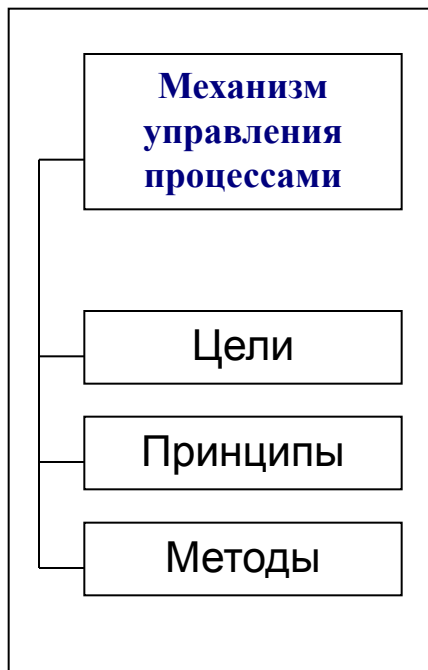 Механизм
управления
процессами
Цели
Принципы
Методы